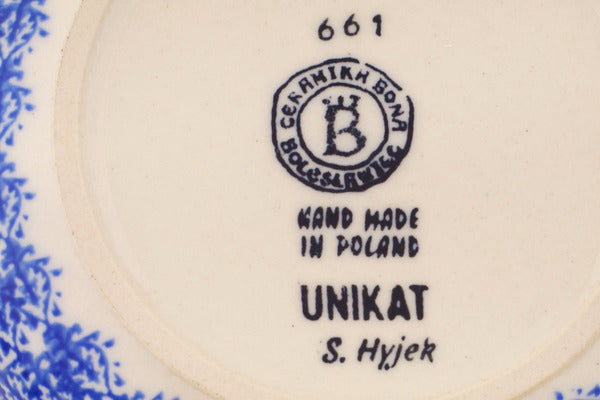 661
CERAMIKA BONA
B
BOLESŁAWIEC
HAND MADE
IN POLAND
UNIKAT
S. Hyjek